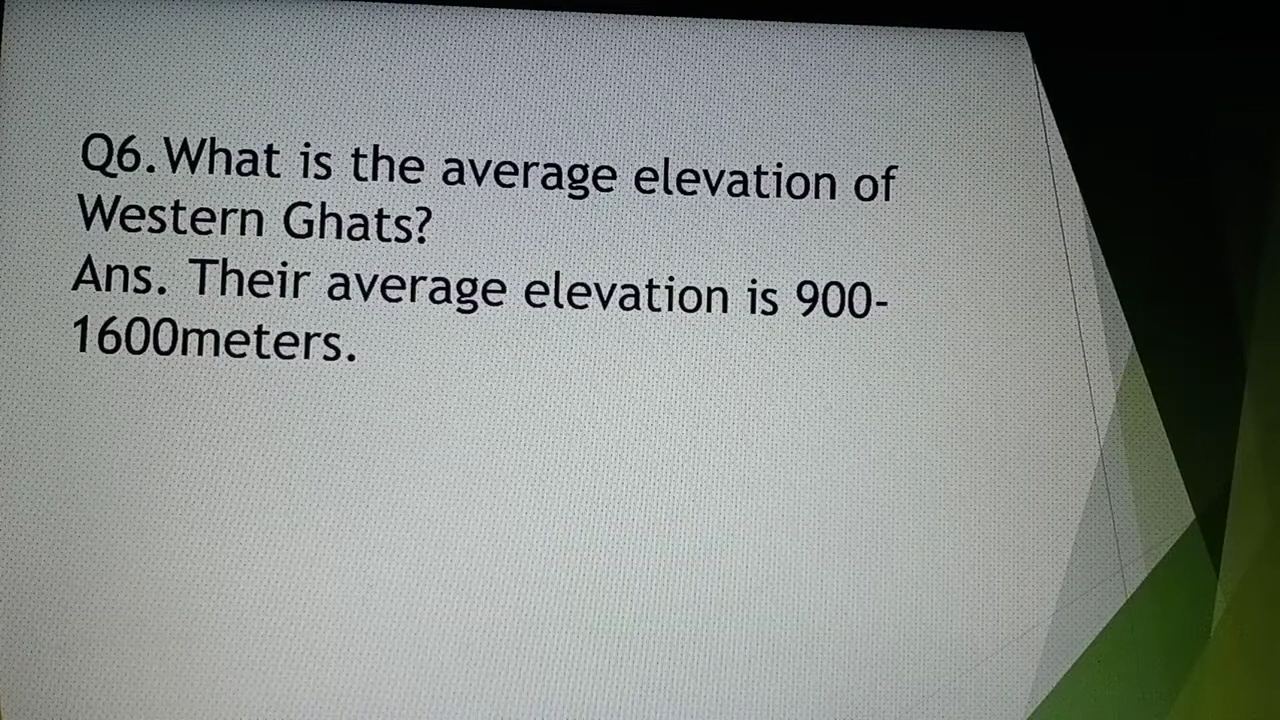 Q6.What is the average elevation of
Western Ghats?
Ans. Their average elevation is 900-
1600meters.